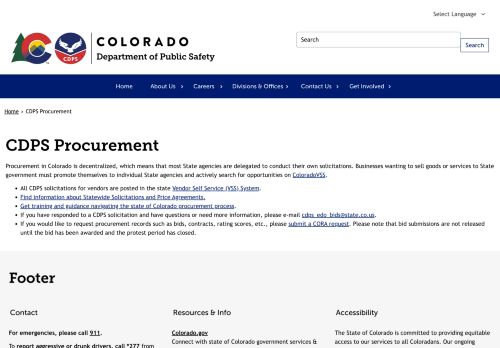 Select Language
COLORADO
Department of Public Safety
CDPS
Search
Search
Home
About Us
Careers
Divisions & Offices
Contact Us
Get Involved
Home › CDPS Procurement
CDPS Procurement
Procurement in Colorado is decentralized, which means that most State agencies are delegated to conduct their own solicitations. Businesses wanting to sell goods or services to State
government must promote themselves to individual State agencies and actively search for opportunities on ColoradoVSS.
• All CDPS solicitations for vendors are posted in the state Vendor Self Service (VSS) System.
• Find information about Statewide Solicitations and Price Agreements.
• Get training and guidance navigating the state of Colorado procurement process.
• If you have responded to a CDPS solicitation and have questions or need more information, please e-mail cdps_edo_bids@state.co.us.
• If you would like to request procurement records such as bids, contracts, rating scores, etc., please submit a CORA request. Please note that bid submissions are not released
until the bid has been awarded and the protest period has closed.
Footer
Contact
Resources & Info
Accessibility
For emergencies, please call 911.
Colorado.gov
The State of Colorado is committed to providing equitable
To report aggressive or drunk drivers, call *277 from
Connect with state of Colorado government services &
access to our services to all Coloradans. Our ongoing